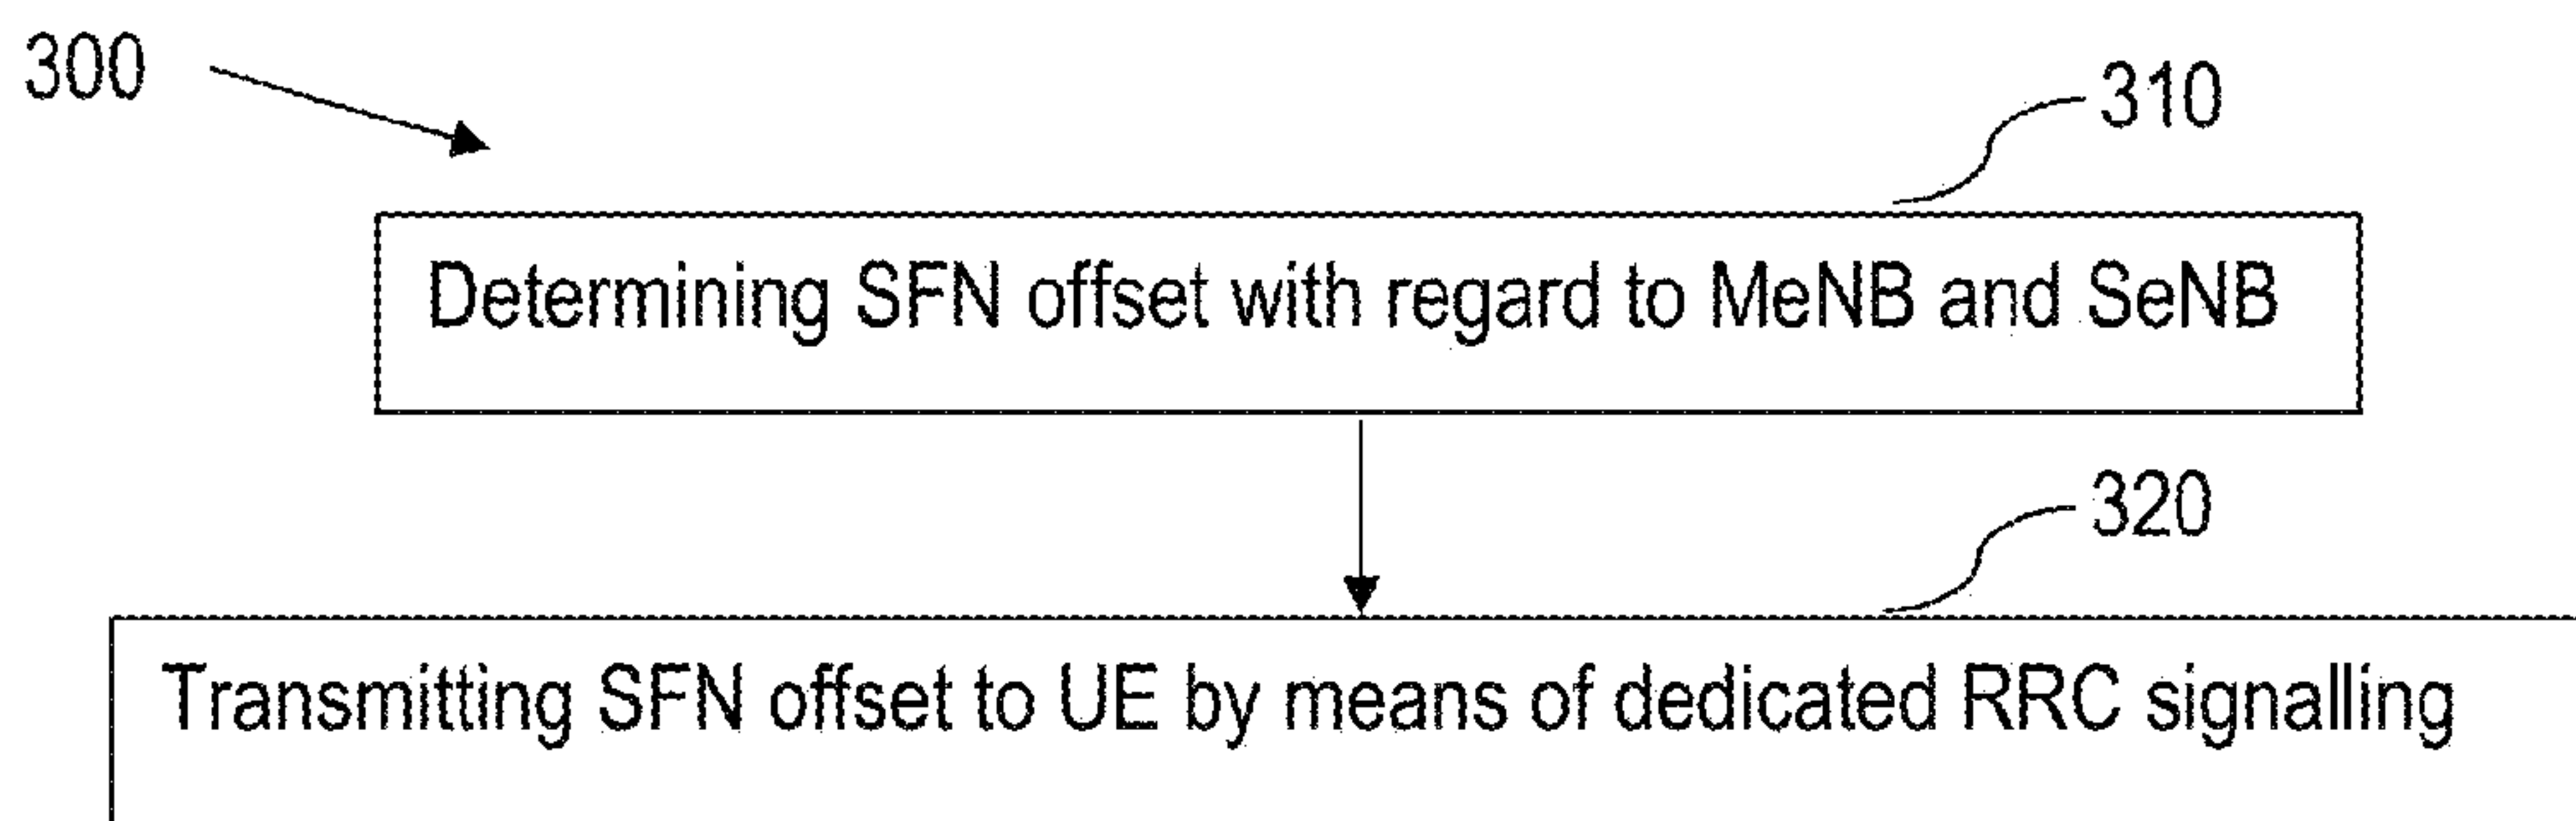 300
310
Determining SFN offset with regard to MeNB and SeNB
320
Transmitting SFN offset to UE by means of dedicated RRC signalling